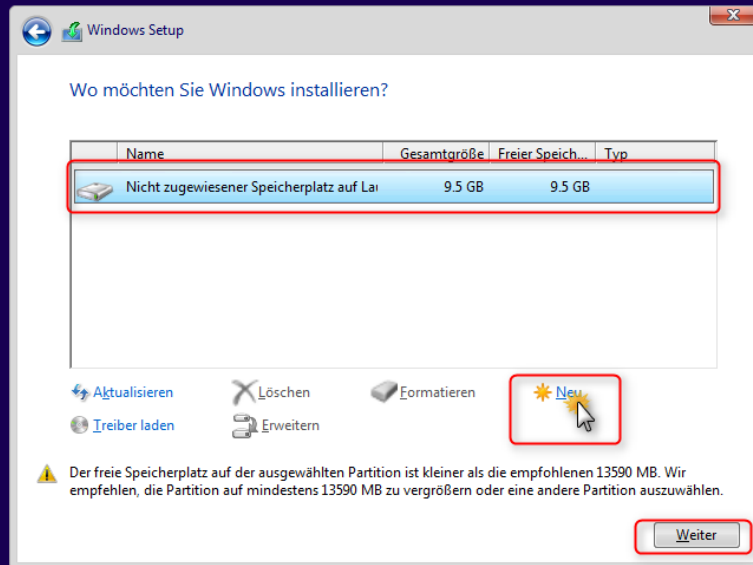 Windows Setup
Wo möchten Sie Windows installieren?
Name Gesamtgröße Freier Speich... Typ
Nicht zugewiesener Speicherplatz auf Lau 9.5 GB 9.5 GB
Aktualisieren Löschen Formatieren Neu
Treiber laden Erweitern
Der freie Speicherplatz auf der ausgewählten Partition ist kleiner als die empfohlenen 13590 MB. Wir
empfehlen, die Partition auf mindestens 13590 MB zu vergrößern oder eine andere Partition auszuwählen.
Weiter